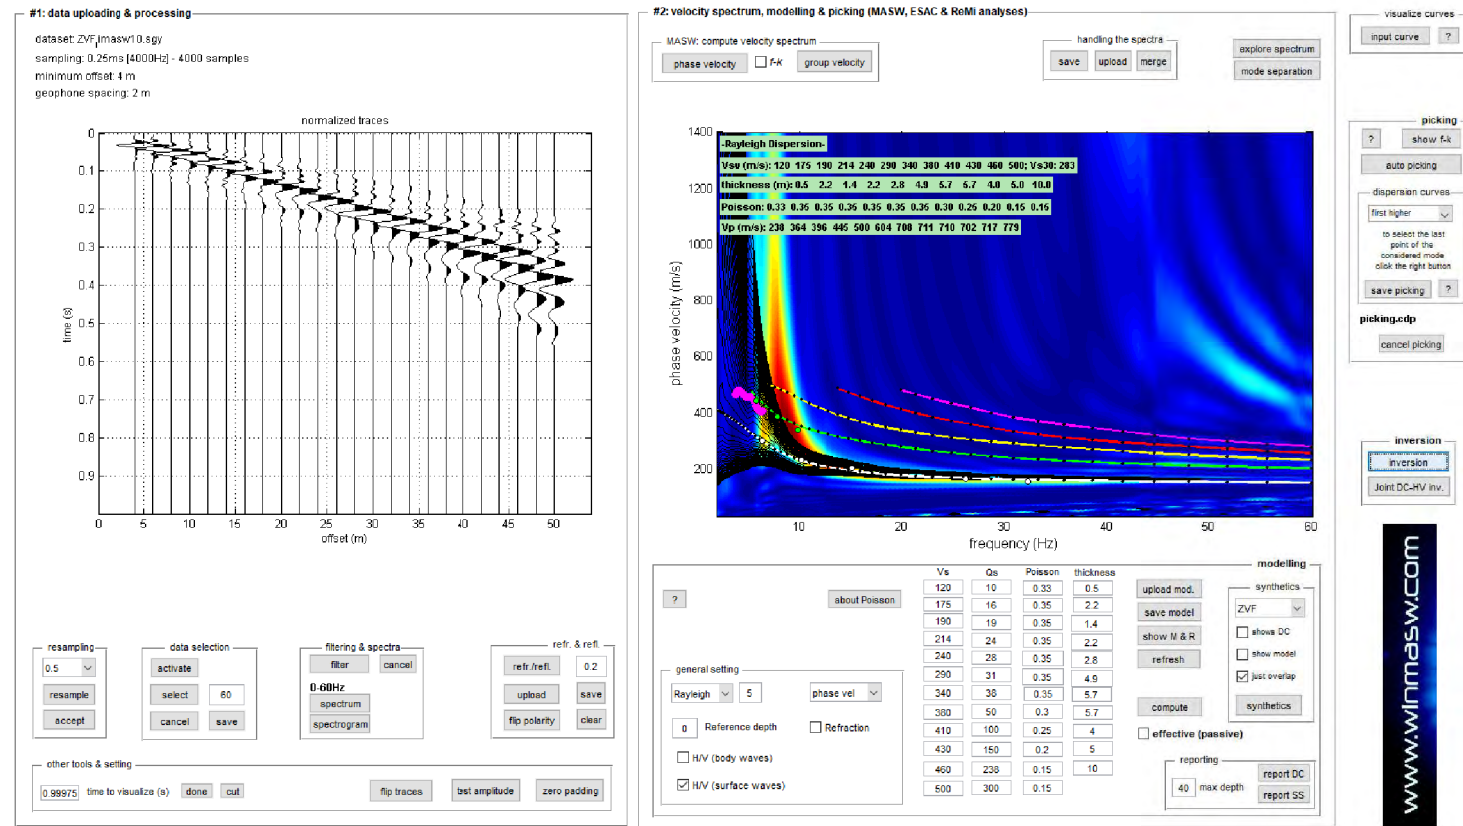 #1: data uploading & processing
dataset: ZVF_imasw10.sgy
sampling: 0.25ms [4000Hz] - 4000 samples
minimum offset: 4 m
geophone spacing: 2 m
normalized traces
0
0.1
0.2
0.3
0.4
0.5
0.6
0.7
0.8
0.9
time (s)
0 5 10 15 20 25 30 35 40 45 50
offset (m)
resampling
0.5
resample
accept
data selection
activate
select 60
cancel save
filtering & spectra
filter cancel
0-60Hz
spectrum
spectrogram
refr. & refl.
refr./refl. 0.2
upload save
flip polarity clear
other tools & setting
0.99975 time to visualize (s) done cut flip traces test amplitude zero padding
#2: velocity spectrum, modelling & picking (MASW, ESAC & ReMi analyses)
MASW: compute velocity spectrum
phase velocity f-k group velocity
handling the spectra
save upload merge
explore spectrum
mode separation
-Rayleigh Dispersion-
Vsv (m/s): 120 175 190 214 240 290 340 380 410 430 460 500; Vs30: 283
thickness (m): 0.5 2.2 1.4 2.2 2.8 4.9 5.7 5.7 4.0 5.0 10.0
Poisson: 0.33 0.35 0.35 0.35 0.35 0.35 0.35 0.30 0.25 0.20 0.15 0.15
Vp (m/s): 238 364 396 445 500 604 708 711 710 702 717 779
1400
1200
1000
800
600
400
200
phase velocity (m/s)
10 20 30 40 50 60
frequency (Hz)
modelling
? about Poisson
Vs Qs Poisson thickness
120 10 0.33 0.5
175 16 0.35 2.2
190 19 0.35 1.4
214 24 0.35 2.2
240 28 0.35 2.8
290 31 0.35 4.9
340 38 0.35 5.7
380 50 0.3 5.7
410 100 0.25 4
430 150 0.2 5
460 238 0.15 10
500 300 0.15
general setting
Rayleigh 5 phase vel
0 Reference depth Refraction
H/V (body waves)
H/V (surface waves)
upload mod.
save model
show M & R
refresh
compute
effective (passive)
synthetics
ZVF
shows DC
show model
just overlap
synthetics
reporting
40 max depth report DC
report SS
visualize curves
input curve ?
picking
? show f-k
auto picking
dispersion curves
first higher
to select the last
point of the
considered mode
click the right button
save picking ?
picking.cdp
cancel picking
inversion
inversion
Joint DC-HV inv.
www.winmasw.com